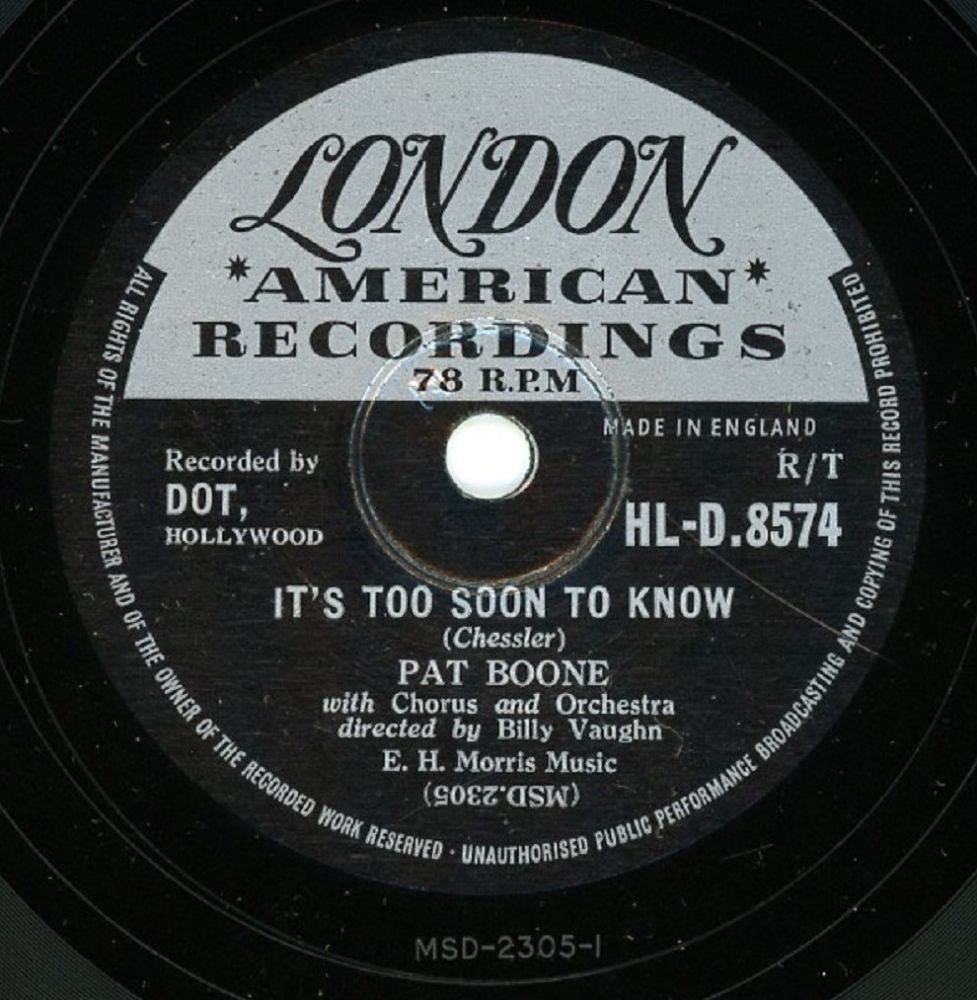 LONDON
*AMERICAN*
RECORDINGS
78 R.P.M
MADE IN ENGLAND
Recorded by
DOT,
HOLLYWOOD
R/T
HL-D.8574
IT'S TOO SOON TO KNOW
(Chessler)
PAT BOONE
with Chorus and Orchestra
directed by Billy Vaughn
E. H. Morris Music
(MSD.2305)
ALL RIGHTS OF THE MANUFACTURER AND OF THE OWNER OF THE RECORDED WORK RESERVED · UNAUTHORISED PUBLIC PERFORMANCE BROADCASTING AND COPYING OF THIS RECORD PROHIBITED
MSD-2305-1